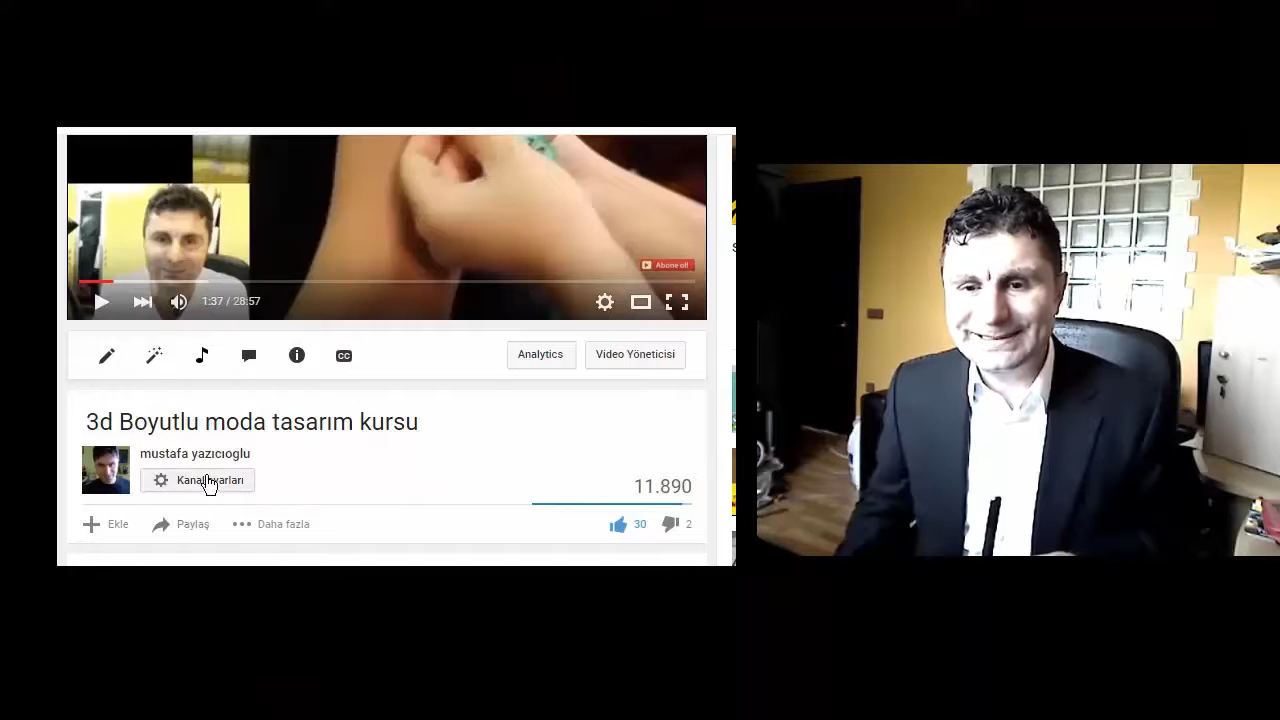 Abone ol!
1:37 / 28:57
CC
Analytics
Video Yöneticisi
3d Boyutlu moda tasarım kursu
mustafa yazıcıoglu
11.890
Ekle
Paylaş
Daha fazla
30
2